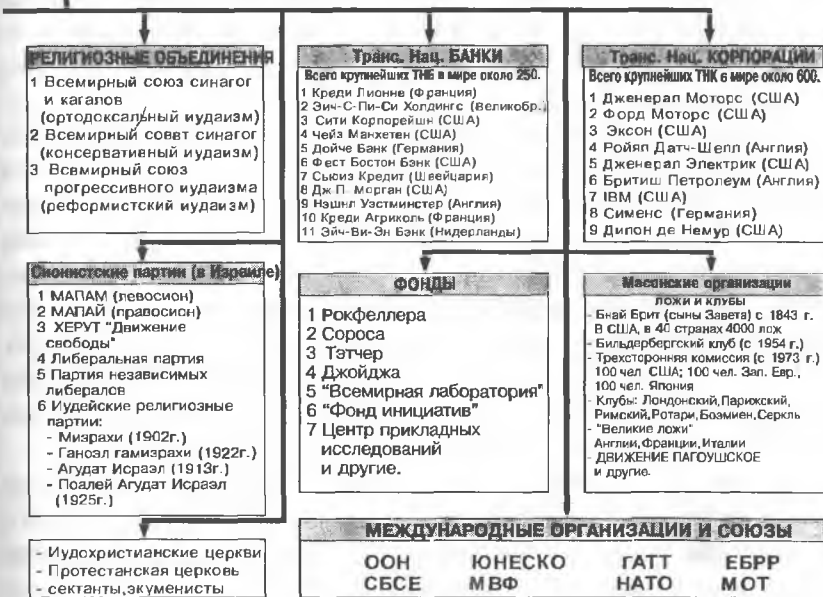 РЕЛИГИОЗНЫЕ ОБЪЕДИНЕНИЯ
1 Всемирный союз синагог
и кагалов
(ортодоксальный иудаизм)
2 Всемирный совет синагог
(консервативный иудаизм)
3 Всемирный союз
прогрессивного иудаизма
(реформистский иудаизм)
Транс. Нац. БАНКИ
Всего крупнейших ТНБ в мире около 250.
1 Креди Лионне (Франция)
2 Эич-С-Пи-Си Холдингс (Великобр.)
3 Сити Корпорейшн (США)
4 Чейз Манхетен (США)
5 Дойче Банк (Германия)
6 Фест Бостон Бэнк (США)
7 Сьюиз Кредит (Швейцария)
8 Дж-П. Морган (США)
9 Нэшнл Уэстминстер (Англия)
10 Креди Агриколь (Франция)
11 Эйч-Ви-Эн Бэнк (Нидерланды)
Транс. Нац. КОРПОРАЦИИ
Всего крупнейших ТНК в мире около 600.
1 Дженерал Моторс (США)
2 Форд Моторс (США)
3 Эксон (США)
4 Ройял Датч-Шелл (Англия)
5 Дженерал Электрик (США)
6 Бритиш Петролеум (Англия)
7 IBM (США)
8 Сименс (Германия)
9 Дипон де Немур (США)
Сионистские партии (в Израиле)
1 МАПАМ (левосион)
2 МАПАЙ (правосион)
3 ХЕРУТ "Движение
свободы"
4 Либеральная партия
5 Партия независимых
либералов
6 Иудейские религиозные
партии:
- Мизрахи (1902г.)
- Ганоэл гамизрахи (1922г.)
- Агудат Исраэл (1913г.)
- Поалей Агудат Исраэл
(1925г.)
ФОНДЫ
1 Рокфеллера
2 Сороса
3 Тэтчер
4 Джойджа
5 "Всемирная лаборатория"
6 "Фонд инициатив"
7 Центр прикладных
исследований
и другие.
Масонские организации
ложи и клубы
- Бнай Брит (сыны Завета) с 1843 г.
В США, в 40 странах 4000 лож
- Бильдербергский клуб (с 1954 г.)
- Трехсторонняя комиссия (с 1973 г.)
100 чел США; 100 чел. Зап. Евр.,
100 чел. Япония
- Клубы: Лондонский, Парижский,
Римский, Ротари, Боэмиен, Серкль
- "Великие ложи"
Англии, Франции, Италии
- ДВИЖЕНИЕ ПАГОУШСКОЕ
и другие.
- Иудохристианские церкви
- Протестанская церковь
- сектанты, экуменисты
МЕЖДУНАРОДНЫЕ ОРГАНИЗАЦИИ И СОЮЗЫ
ООН ЮНЕСКО ГАТТ ЕБРР
СБСЕ МВФ НАТО МОТ